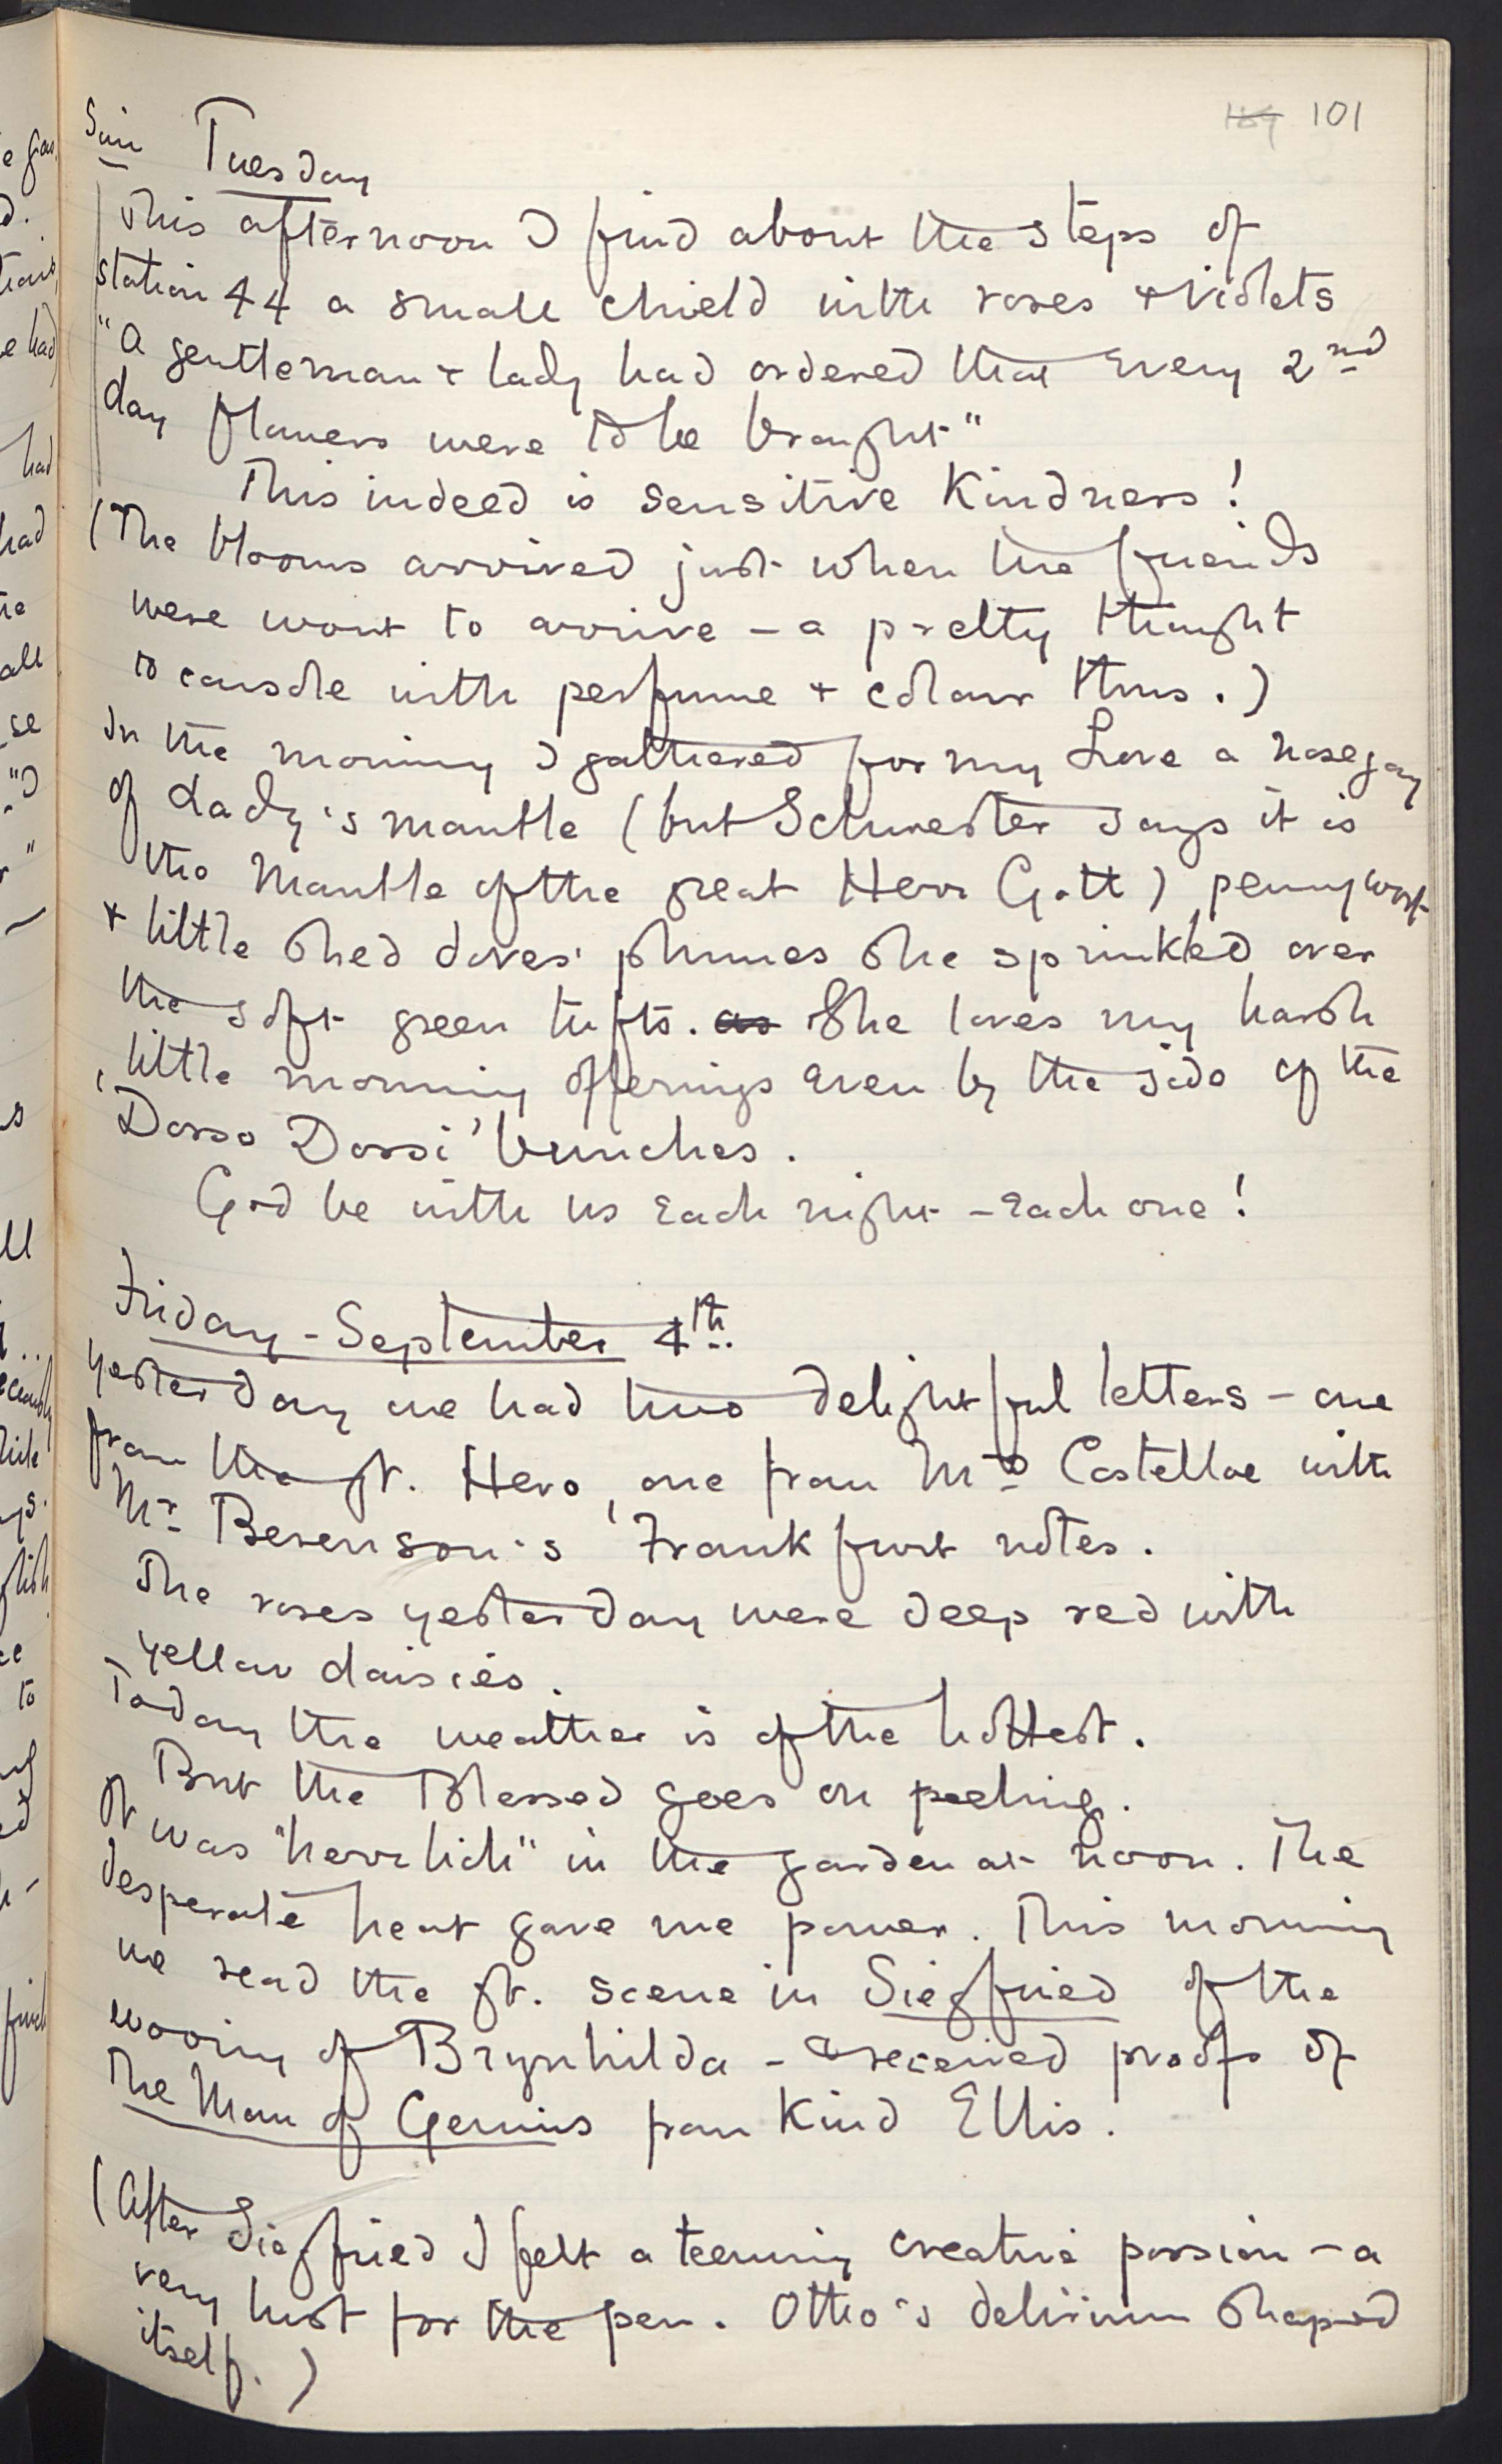 101
Sim Tuesday
This afternoon I find about the steps of
station 44 a small chield with roses + violets
"A gentleman + lady had ordered that every 2nd
day flowers were to be brought"
This indeed is sensitive Kindness!
(The blooms arrived just when the friends
were wont to arrive – a pretty thought
to console with perfume + colour thus.)
In the morning I gathered for my Love a nosegay
of Lady's mantle (but Schwester says it is
the Mantle of the great Herr Gott) pennywort
+ little shed doves' plumes she sprinkled over
the soft green tufts. as She loves my harsh
little morning offerings even by the side of the
'Dosso Dossi' bunches.
God be with us each night – each one!
Friday – September 4th.
Yesterday we had two delightful letters – one
from the gt. Hero, one from Mrs Costelloe with
Mr Berenson's Frankfurt notes.
The roses yesterday were deep red with
yellow daisies.
Today the weather is of the hottest.
But the Blessed goes on peeling.
It was "herrlich" in the garden at noon. The
desperate heat gave me power. This morning
we read the gt. scene in Siegfried of the
wooing of Brynhilda – + received proofs of
The Man of Genius from Kind Ellis.
(After Siegfried I felt a teeming creative passion – a
very lust for the pen. Otho's delirium shaped
itself.)